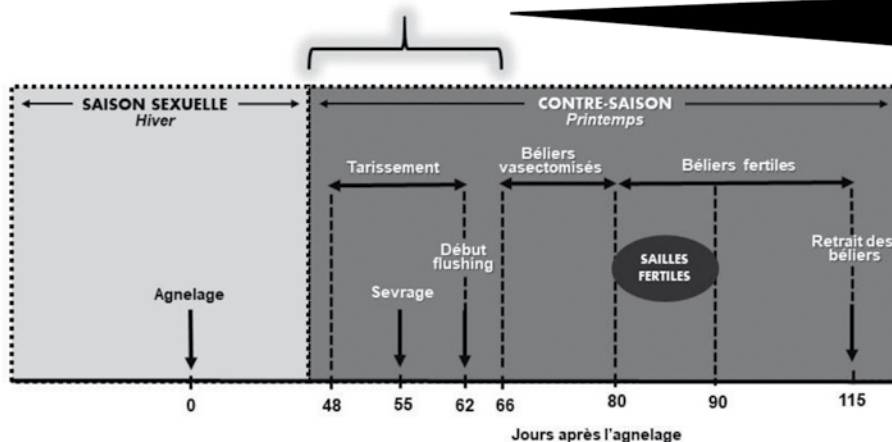 SAISON SEXUELLE
Hiver
CONTRE-SAISON
Printemps
Tarissement
Béliers
vasectomisés
Béliers fertiles
Début
flushing
SAILLES
FERTILES
Retrait des
béliers
Agnelage
Sevrage
0
48
55
62
66
80
90
115
Jours après l'agnelage